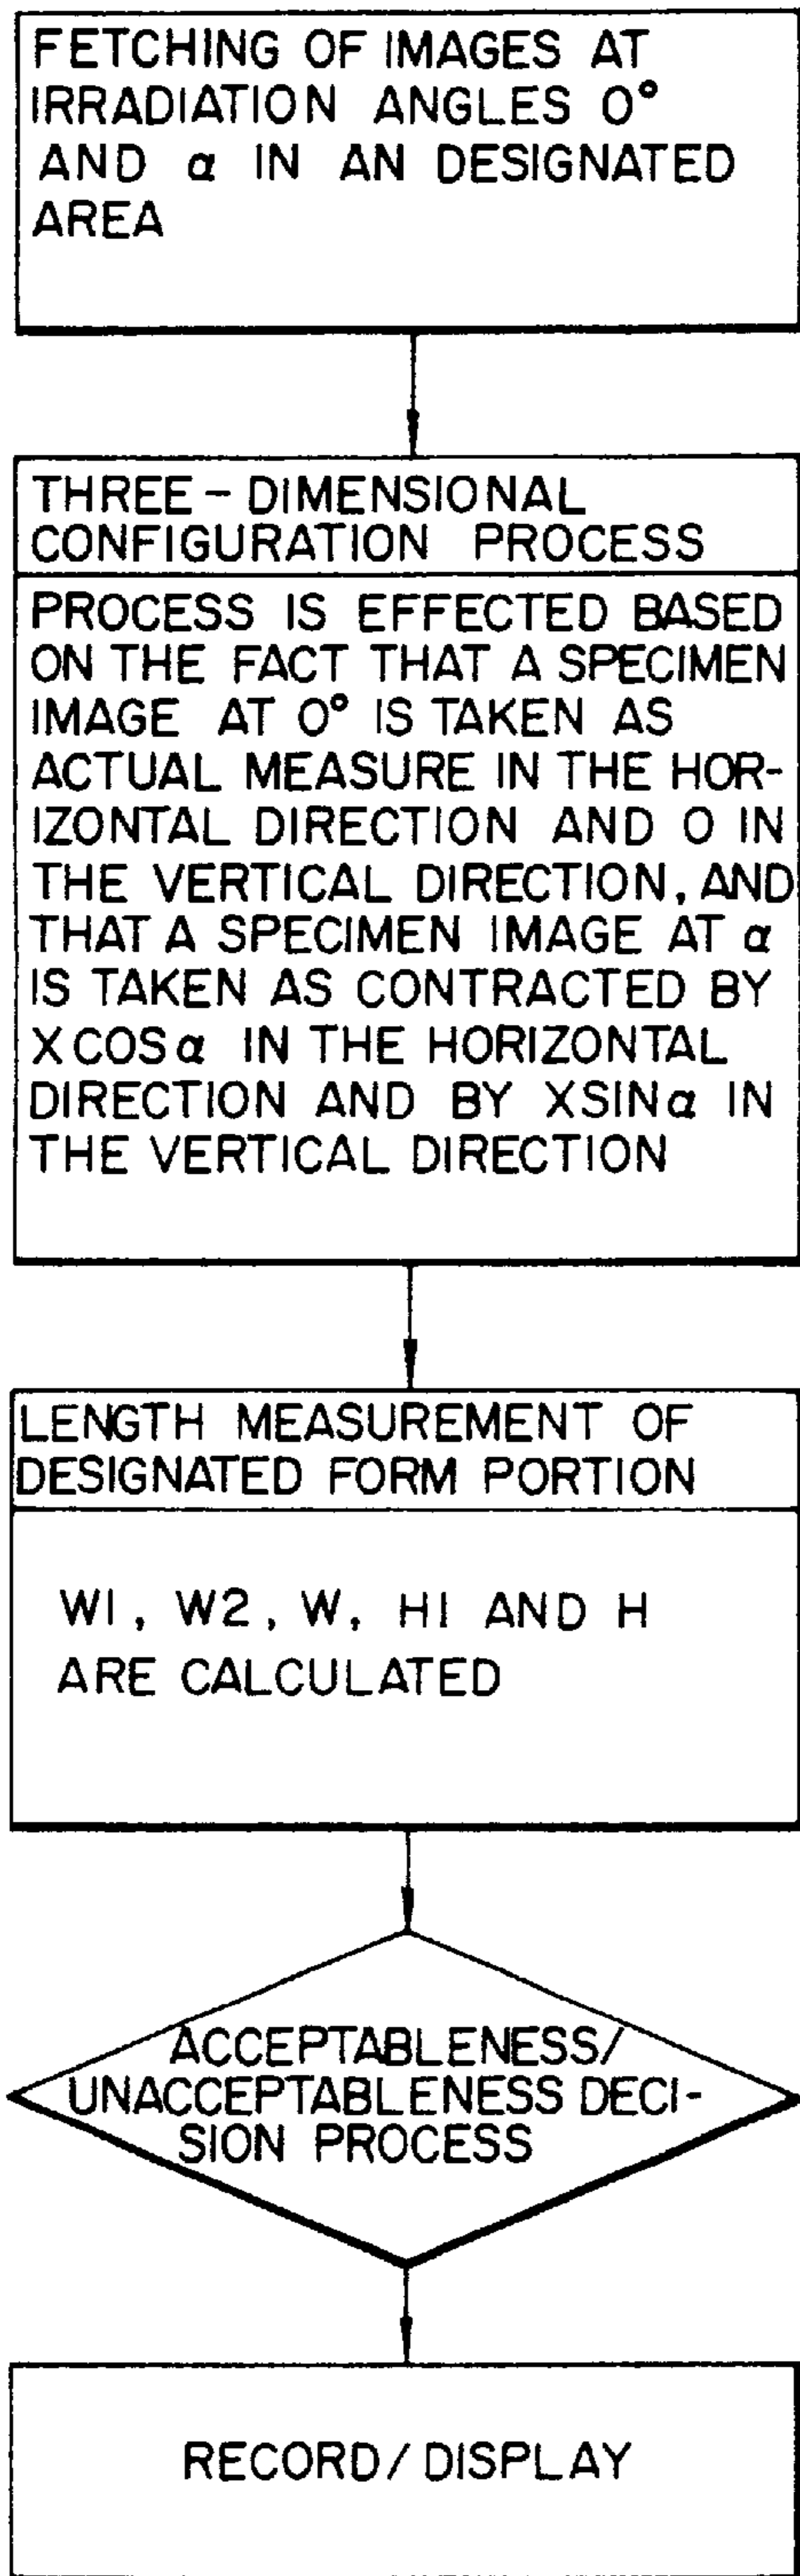 FETCHING OF IMAGES AT
IRRADIATION ANGLES 0°
AND α IN AN DESIGNATED
AREA
THREE-DIMENSIONAL
CONFIGURATION PROCESS
PROCESS IS EFFECTED BASED
ON THE FACT THAT A SPECIMEN
IMAGE AT 0° IS TAKEN AS
ACTUAL MEASURE IN THE HOR-
IZONTAL DIRECTION AND 0 IN
THE VERTICAL DIRECTION, AND
THAT A SPECIMEN IMAGE AT α
IS TAKEN AS CONTRACTED BY
XCOSα IN THE HORIZONTAL
DIRECTION AND BY XSINα IN
THE VERTICAL DIRECTION
LENGTH MEASUREMENT OF
DESIGNATED FORM PORTION
W1, W2, W, H1 AND H
ARE CALCULATED
ACCEPTABLENESS/
UNACCEPTABLENESS DECI-
SION PROCESS
RECORD/DISPLAY